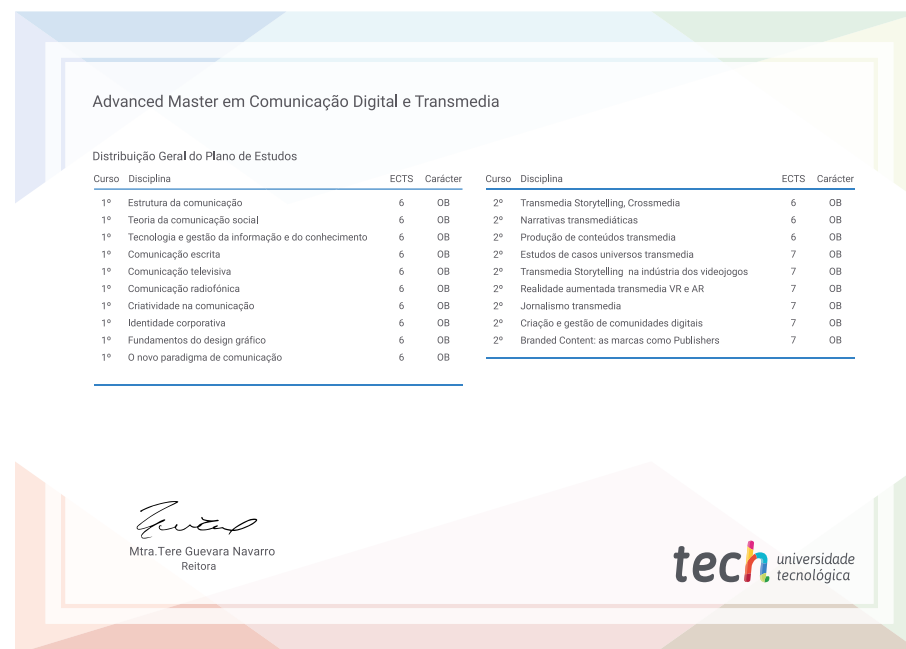 Advanced Master em Comunicação Digital e Transmedia
Distribuição Geral do Plano de Estudos
Curso Disciplina ECTS Carácter
1º Estrutura da comunicação 6 OB
1º Teoria da comunicação social 6 OB
1º Tecnologia e gestão da informação e do conhecimento 6 OB
1º Comunicação escrita 6 OB
1º Comunicação televisiva 6 OB
1º Comunicação radiofónica 6 OB
1º Criatividade na comunicação 6 OB
1º Identidade corporativa 6 OB
1º Fundamentos do design gráfico 6 OB
1º O novo paradigma de comunicação 6 OB
Curso Disciplina ECTS Carácter
2º Transmedia Storytelling, Crossmedia 6 OB
2º Narrativas transmediáticas 6 OB
2º Produção de conteúdos transmedia 6 OB
2º Estudos de casos universos transmedia 7 OB
2º Transmedia Storytelling na indústria dos videojogos 7 OB
2º Realidade aumentada transmedia VR e AR 7 OB
2º Jornalismo transmedia 7 OB
2º Criação e gestão de comunidades digitais 7 OB
2º Branded Content: as marcas como Publishers 7 OB
Mtra.Tere Guevara Navarro
Reitora
tech universidade
tecnológica